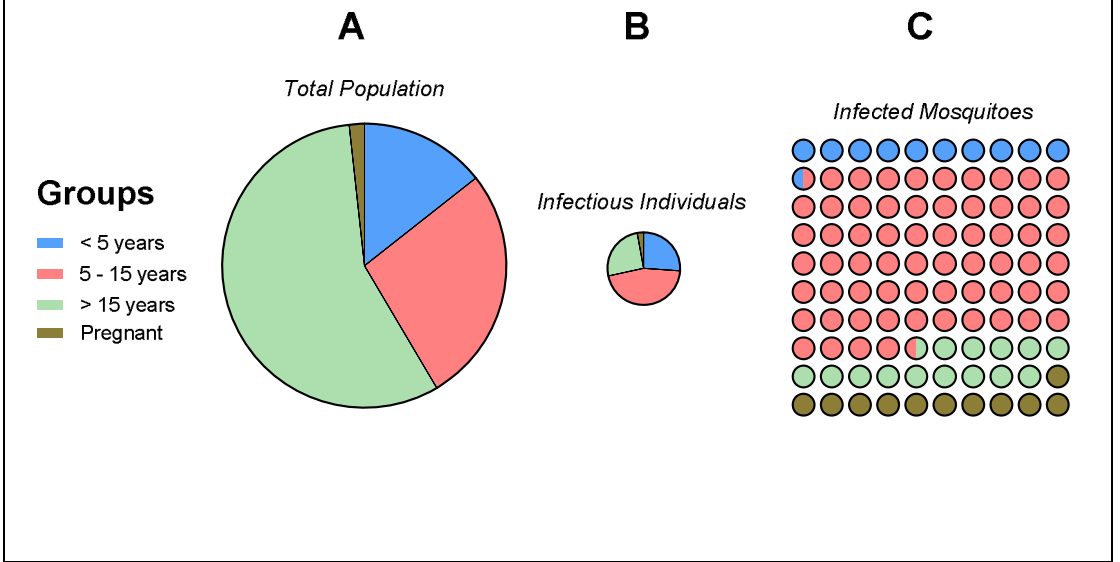 A
B
C
Total Population
Infected Mosquitoes
Groups
Infectious Individuals
< 5 years
5 - 15 years
> 15 years
Pregnant